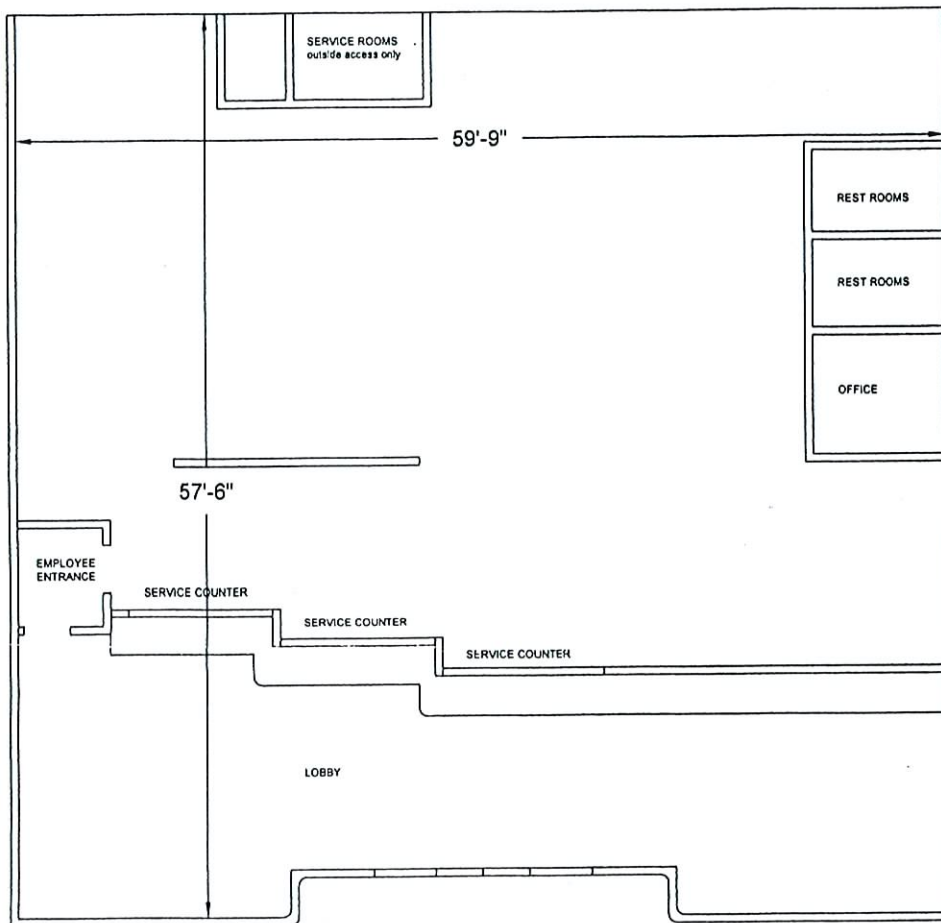 SERVICE ROOMS
outside access only
59'-9"
REST ROOMS
REST ROOMS
OFFICE
57'-6"
EMPLOYEE
ENTRANCE
SERVICE COUNTER
SERVICE COUNTER
SERVICE COUNTER
LOBBY